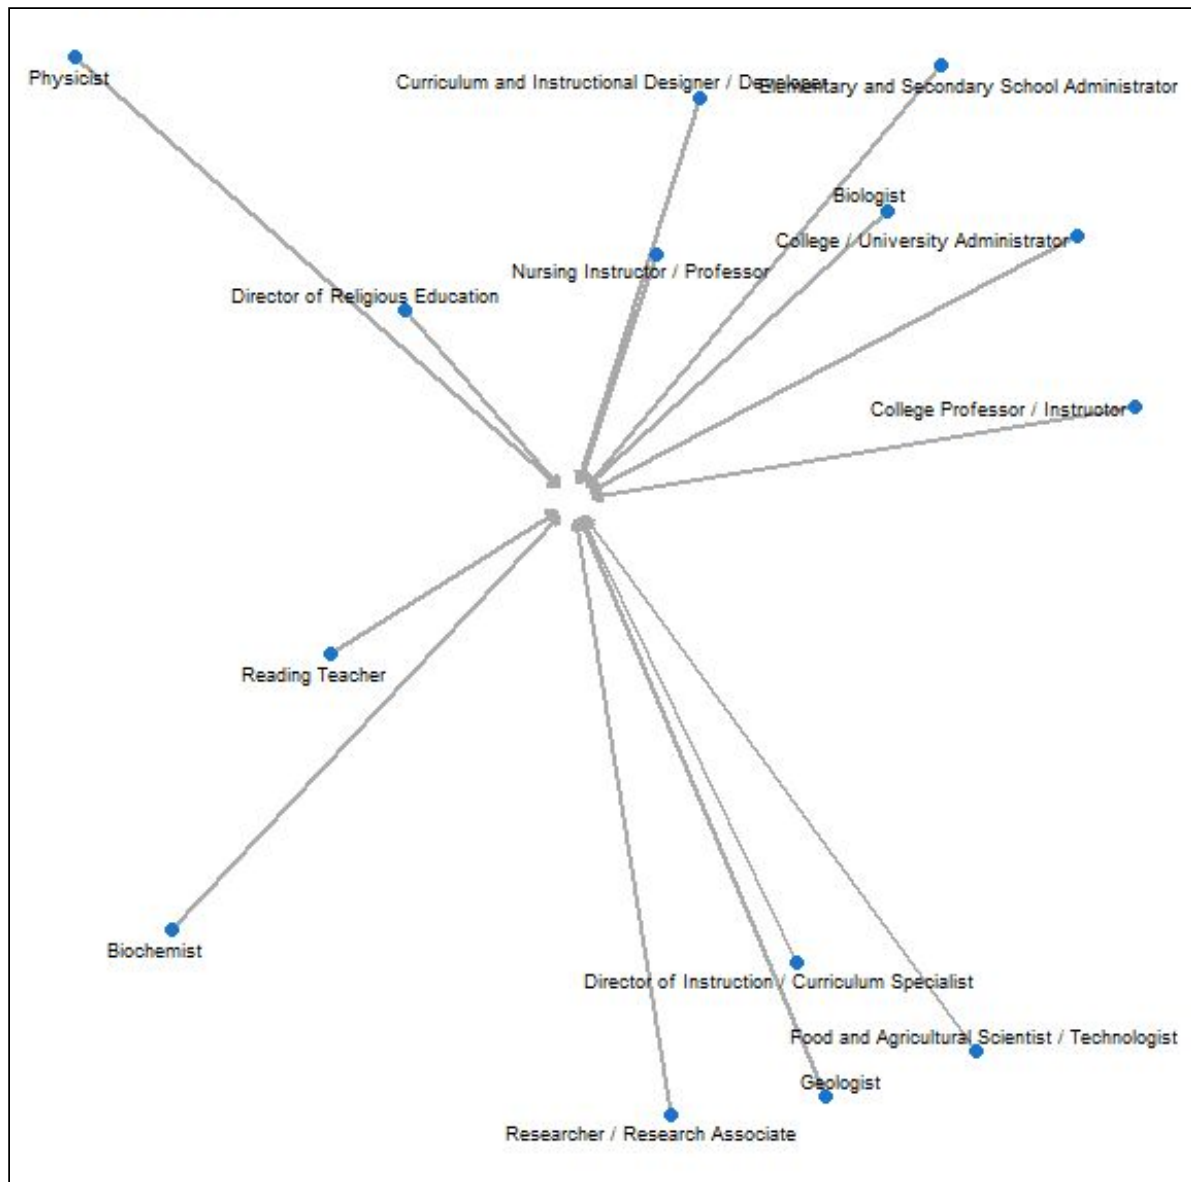 Physicist
Curriculum and Instructional Designer / Developer
Elementary and Secondary School Administrator
Biologist
College / University Administrator
Nursing Instructor / Professor
Director of Religious Education
College Professor / Instructor
Reading Teacher
Biochemist
Director of Instruction / Curriculum Specialist
Food and Agricultural Scientist / Technologist
Geologist
Researcher / Research Associate